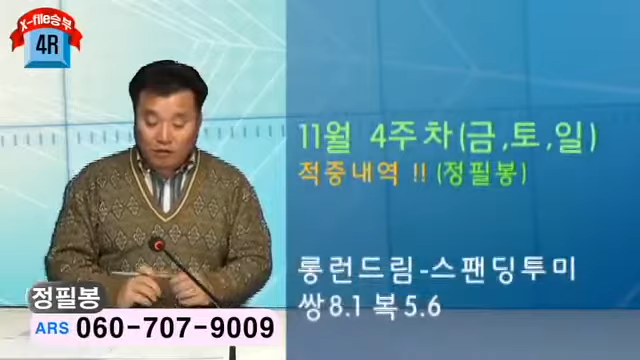 X-file승부
4R
11월 4주차(금,토,일)
적중내역 !! (정필봉)
롱런드림-스팬딩투미
쌍8.1 복5.6
정필봉
ARS 060-707-9009